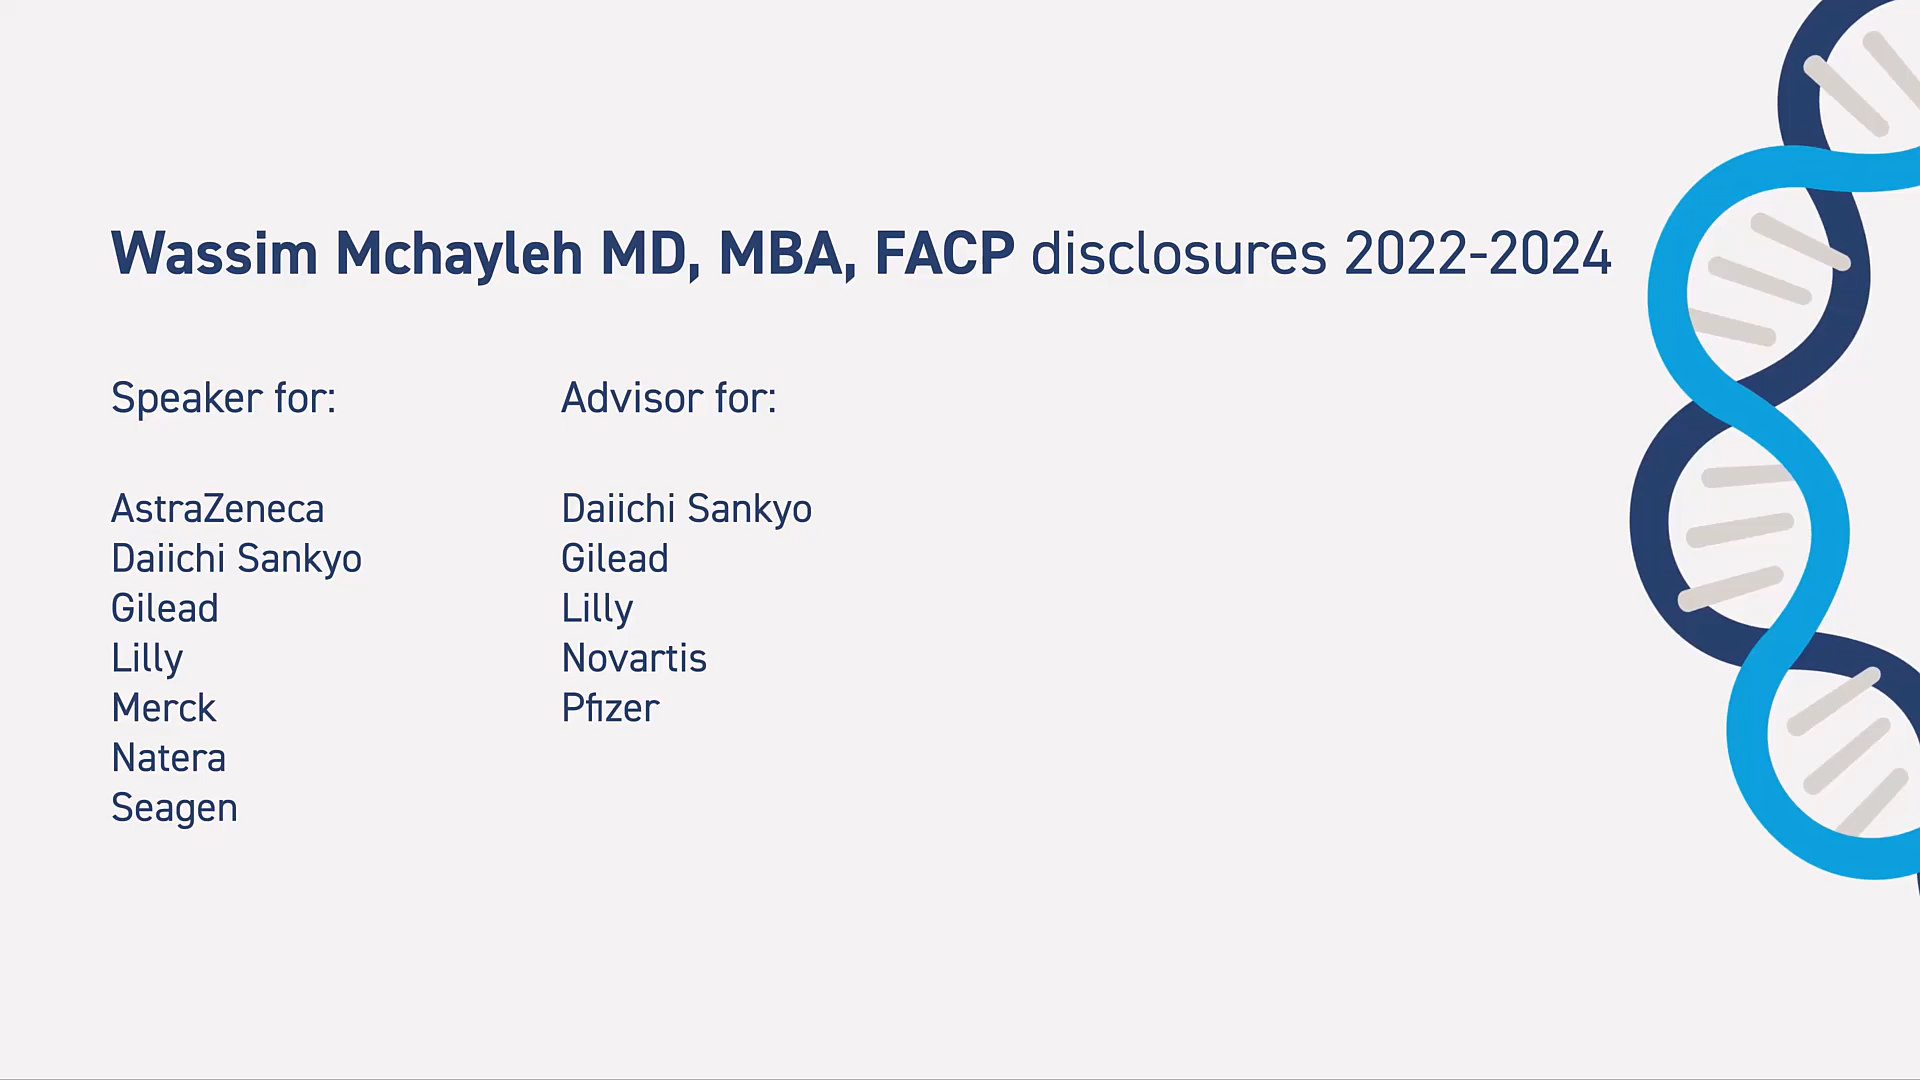 Wassim Mchayleh MD, MBA, FACP disclosures 2022-2024
Speaker for:
AstraZeneca
Daiichi Sankyo
Gilead
Lilly
Merck
Natera
Seagen
Advisor for:
Daiichi Sankyo
Gilead
Lilly
Novartis
Pfizer